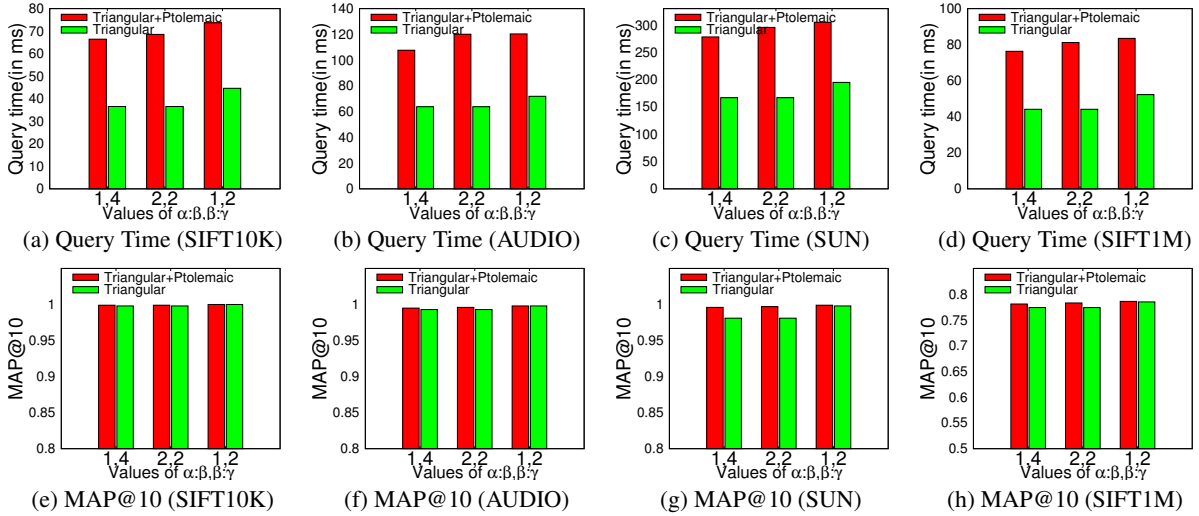 Query time(in ms)
80
70
60
50
40
30
20
10
0
Triangular+Ptolemaic
Triangular
1,4
2,2
1,2
Values of α:β,β:γ
(a) Query Time (SIFT10K)
Query time(in ms)
140
120
100
80
60
40
20
0
Triangular+Ptolemaic
Triangular
1,4
2,2
1,2
Values of α:β,β:γ
(b) Query Time (AUDIO)
Query time(in ms)
300
250
200
150
100
50
0
Triangular+Ptolemaic
Triangular
1,4
2,2
1,2
Values of α:β,β:γ
(c) Query Time (SUN)
Query time(in ms)
100
80
60
40
20
0
Triangular+Ptolemaic
Triangular
1,4
2,2
1,2
Values of α:β,β:γ
(d) Query Time (SIFT1M)
MAP@10
1
0.95
0.9
0.85
0.8
Triangular+Ptolemaic
Triangular
1,4
2,2
1,2
Values of α:β,β:γ
(e) MAP@10 (SIFT10K)
MAP@10
1
0.95
0.9
0.85
0.8
Triangular+Ptolemaic
Triangular
1,4
2,2
1,2
Values of α:β,β:γ
(f) MAP@10 (AUDIO)
MAP@10
1
0.95
0.9
0.85
0.8
Triangular+Ptolemaic
Triangular
1,4
2,2
1,2
Values of α:β,β:γ
(g) MAP@10 (SUN)
MAP@10
0.8
0.75
0.7
0.65
0.6
0.55
0.5
Triangular+Ptolemaic
Triangular
1,4
2,2
1,2
Values of α:β,β:γ
(h) MAP@10 (SIFT1M)